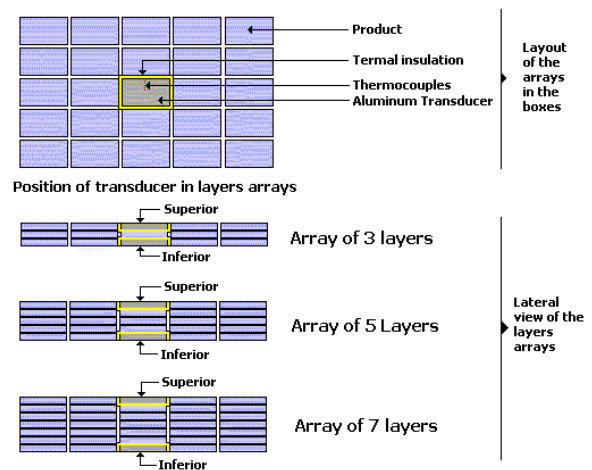 Product
Termal insulation
Thermocouples
Aluminum Transducer
Layout
of the
arrays
in the
boxes
Position of transducer in layers arrays
Superior
Array of 3 layers
Inferior
Superior
Array of 5 Layers
Inferior
Superior
Array of 7 layers
Inferior
Lateral
view of the
layers
arrays